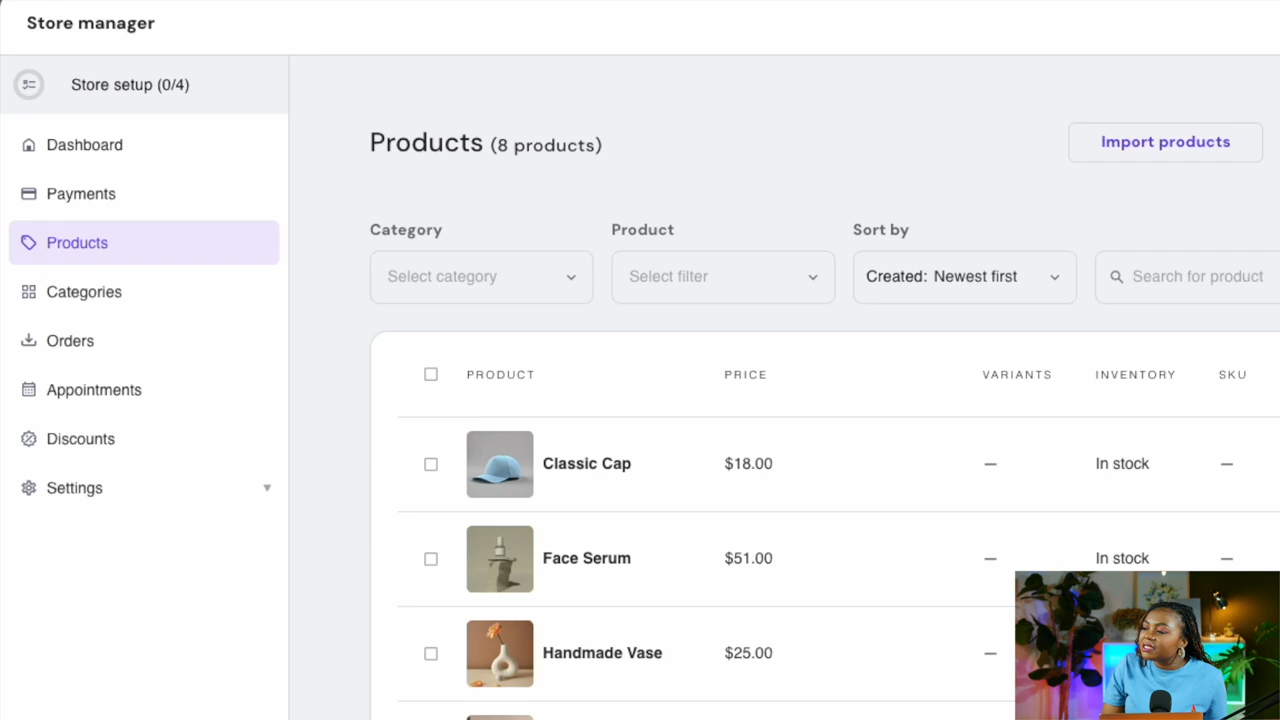 Store manager
Store setup (0/4)
Dashboard
Payments
Products
Categories
Orders
Appointments
Discounts
Settings
Products (8 products)
Import products
Category
Product
Sort by
Select category
Select filter
Created: Newest first
Search for product
PRODUCT PRICE VARIANTS INVENTORY SKU
Classic Cap $18.00 — In stock —
Face Serum $51.00 — In stock —
Handmade Vase $25.00 —